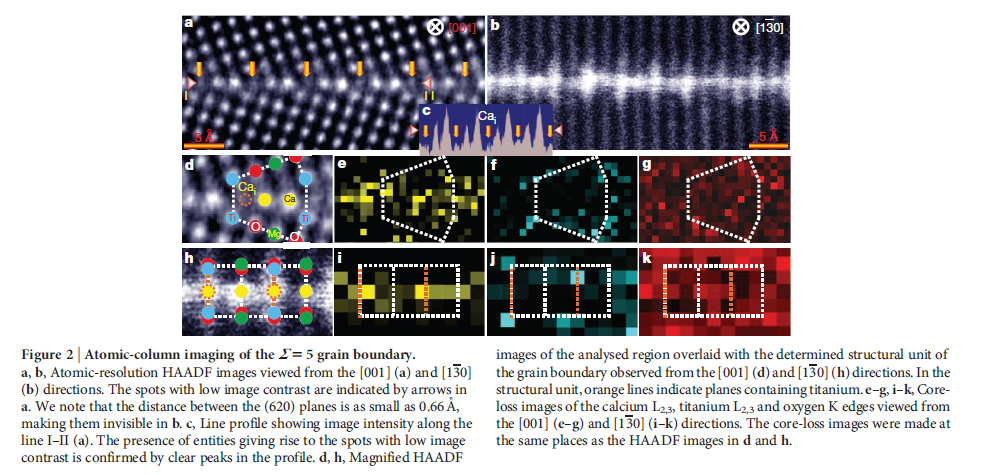 a
[001]
I
I I
5 Å
b
[13̅0]
5 Å
c
Ca_i
d
Ca_i
Ca
Ti
Ti
O
Mg
O
e
f
g
h
i
j
k
Figure 2 | Atomic-column imaging of the Σ = 5 grain boundary.
a, b, Atomic-resolution HAADF images viewed from the [001] (a) and [13̅0]
(b) directions. The spots with low image contrast are indicated by arrows in
a. We note that the distance between the (620) planes is as small as 0.66 Å,
making them invisible in b. c, Line profile showing image intensity along the
line I–II (a). The presence of entities giving rise to the spots with low image
contrast is confirmed by clear peaks in the profile. d, h, Magnified HAADF
images of the analysed region overlaid with the determined structural unit of
the grain boundary observed from the [001] (d) and [13̅0] (h) directions. In the
structural unit, orange lines indicate planes containing titanium. e–g, i–k, Core-
loss images of the calcium L2,3, titanium L2,3 and oxygen K edges viewed from
the [001] (e–g) and [13̅0] (i–k) directions. The core-loss images were made at
the same places as the HAADF images in d and h.